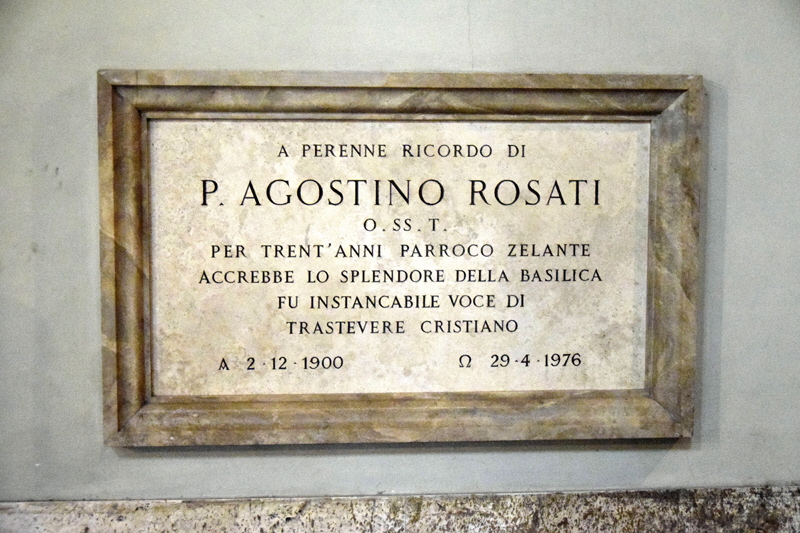 A PERENNE RICORDO DI
P. AGOSTINO ROSATI
O. SS. T.
PER TRENT'ANNI PARROCO ZELANTE
ACCREBBE LO SPLENDORE DELLA BASILICA
FU INSTANCABILE VOCE DI
TRASTEVERE CRISTIANO
A 2·12·1900 Ω 29·4·1976